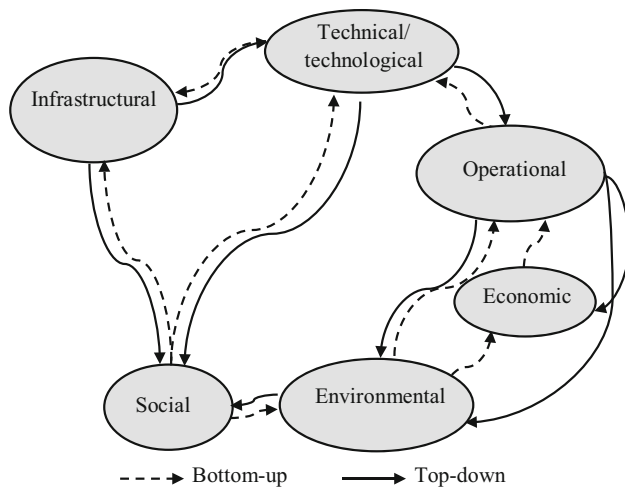 Technical/
technological
Infrastructural
Operational
Economic
Environmental
Social
Bottom-up
Top-down